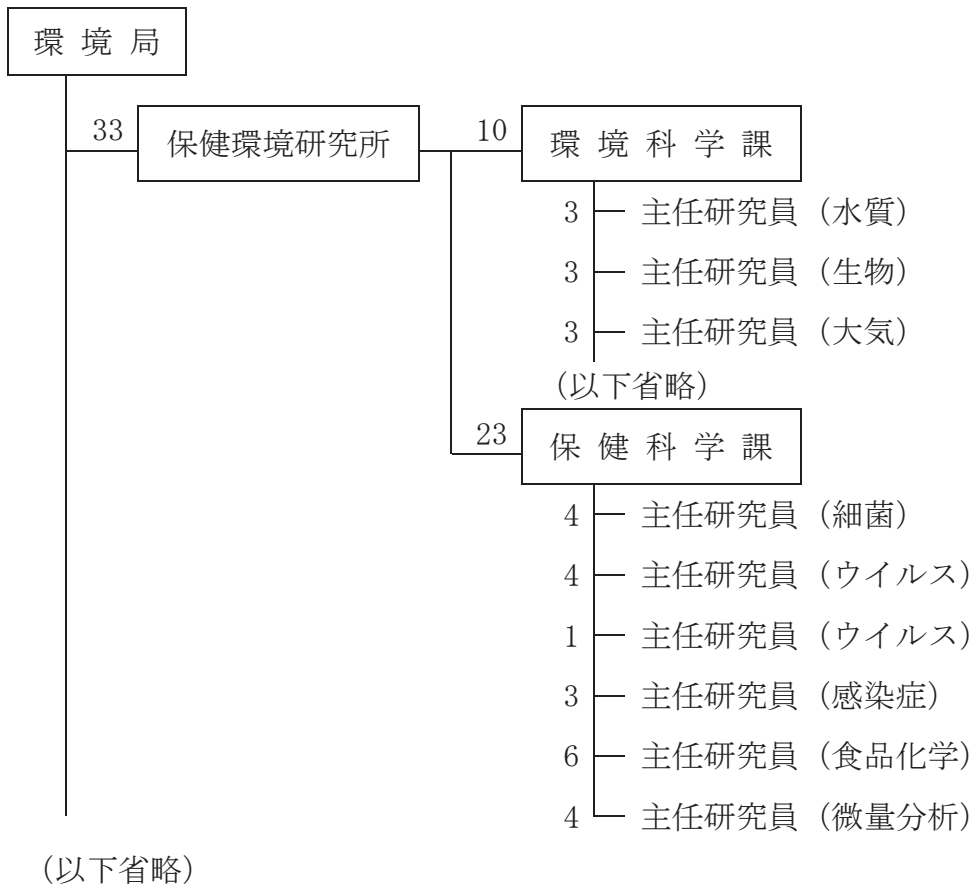 環境局
33 保健環境研究所
10 環境科学課
3 主任研究員（水質）
3 主任研究員（生物）
3 主任研究員（大気）
（以下省略）
23 保健科学課
4 主任研究員（細菌）
4 主任研究員（ウイルス）
1 主任研究員（ウイルス）
3 主任研究員（感染症）
6 主任研究員（食品化学）
4 主任研究員（微量分析）
（以下省略）